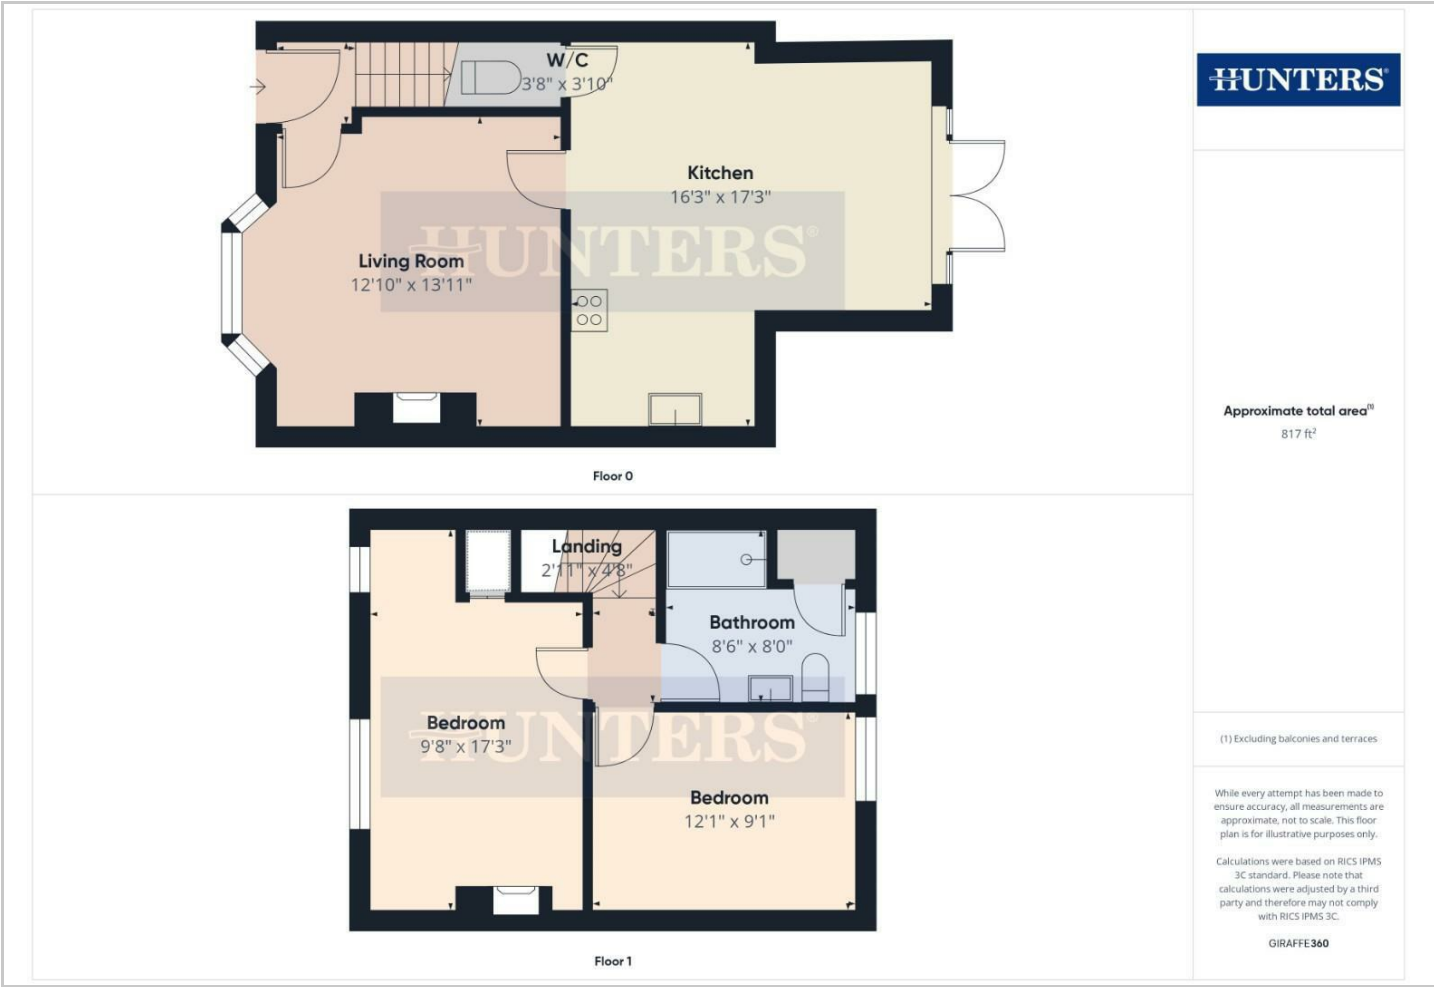 W/C
3'8" x 3'10"
Kitchen
16'3" x 17'3"
HUNTERS®
Living Room
12'10" x 13'11"
Floor 0
Landing
2'11" x 4'8"
Bathroom
8'6" x 8'0"
Bedroom
9'8" x 17'3"
HUNTERS®
Bedroom
12'1" x 9'1"
Floor 1
HUNTERS®
Approximate total area(1)
817 ft²
(1) Excluding balconies and terraces
While every attempt has been made to
ensure accuracy, all measurements are
approximate, not to scale. This floor
plan is for illustrative purposes only.
Calculations were based on RICS IPMS
3C standard. Please note that
calculations were adjusted by a third
party and therefore may not comply
with RICS IPMS 3C.
GIRAFFE360